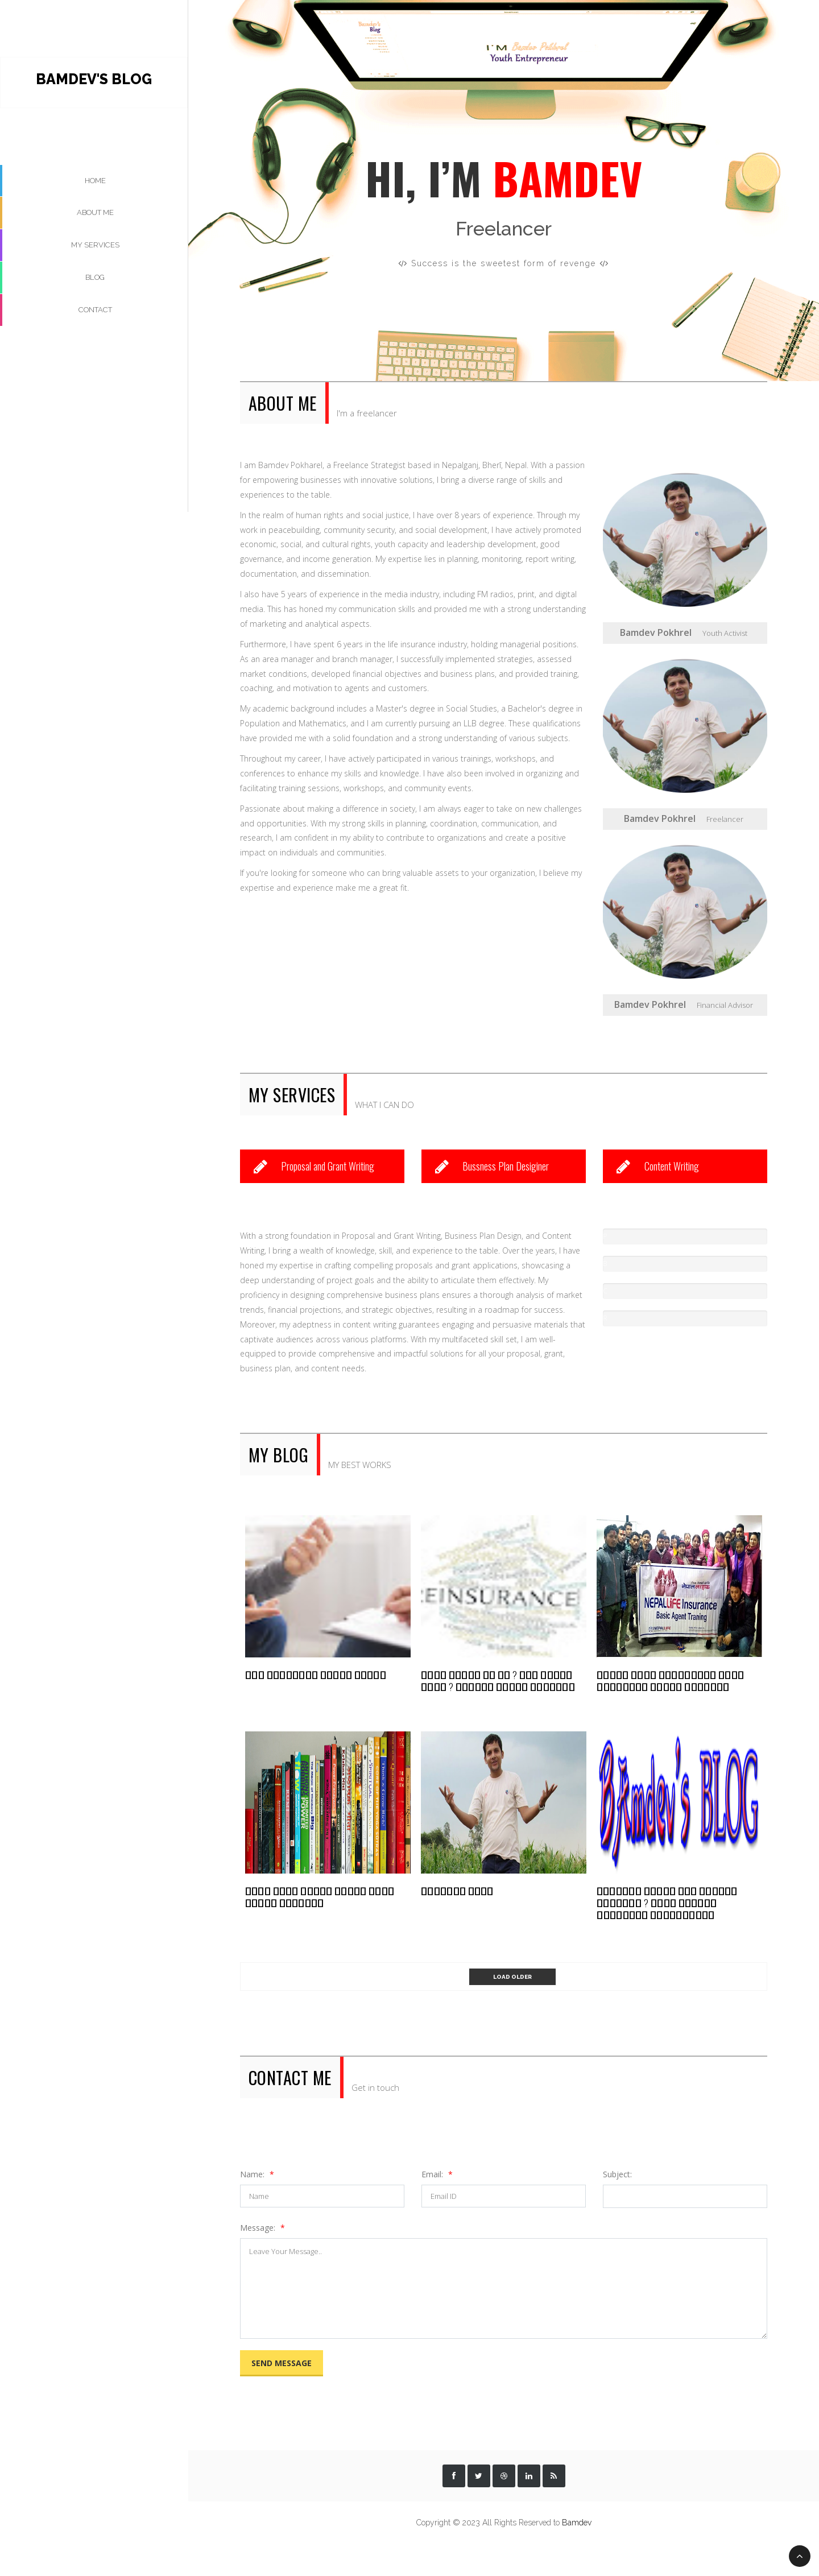 BAMDEV'S BLOG
HOME
ABOUT ME
MY SERVICES
BLOG
CONTACT
Youth Entrepreneur
HI, I'M BAMDEV
Freelancer
</> Success is the sweetest form of revenge </>
ABOUT ME
I'm a freelancer
I am Bamdev Pokharel, a Freelance Strategist based in Nepalganj, Bherī, Nepal. With a passion
for empowering businesses with innovative solutions, I bring a diverse range of skills and
experiences to the table.
In the realm of human rights and social justice, I have over 8 years of experience. Through my
work in peacebuilding, community security, and social development, I have actively promoted
economic, social, and cultural rights, youth capacity and leadership development, good
governance, and income generation. My expertise lies in planning, monitoring, report writing,
documentation, and dissemination.
I also have 5 years of experience in the media industry, including FM radios, print, and digital
media. This has honed my communication skills and provided me with a strong understanding
of marketing and analytical aspects.
Furthermore, I have spent 6 years in the life insurance industry, holding managerial positions.
As an area manager and branch manager, I successfully implemented strategies, assessed
market conditions, developed financial objectives and business plans, and provided training,
coaching, and motivation to agents and customers.
My academic background includes a Master's degree in Social Studies, a Bachelor's degree in
Population and Mathematics, and I am currently pursuing an LLB degree. These qualifications
have provided me with a solid foundation and a strong understanding of various subjects.
Throughout my career, I have actively participated in various trainings, workshops, and
conferences to enhance my skills and knowledge. I have also been involved in organizing and
facilitating training sessions, workshops, and community events.
Passionate about making a difference in society, I am always eager to take on new challenges
and opportunities. With my strong skills in planning, coordination, communication, and
research, I am confident in my ability to contribute to organizations and create a positive
impact on individuals and communities.
If you're looking for someone who can bring valuable assets to your organization, I believe my
expertise and experience make me a great fit.
Bamdev Pokhrel Youth Activist
Bamdev Pokhrel Freelancer
Bamdev Pokhrel Financial Advisor
MY SERVICES
WHAT I CAN DO
Proposal and Grant Writing
Bussness Plan Desiginer
Content Writing
With a strong foundation in Proposal and Grant Writing, Business Plan Design, and Content
Writing, I bring a wealth of knowledge, skill, and experience to the table. Over the years, I have
honed my expertise in crafting compelling proposals and grant applications, showcasing a
deep understanding of project goals and the ability to articulate them effectively. My
proficiency in designing comprehensive business plans ensures a thorough analysis of market
trends, financial projections, and strategic objectives, resulting in a roadmap for success.
Moreover, my adeptness in content writing guarantees engaging and persuasive materials that
captivate audiences across various platforms. With my multifaceted skill set, I am well-
equipped to provide comprehensive and impactful solutions for all your proposal, grant,
business plan, and content needs.
MY BLOG
MY BEST WORKS
EINSURANCE
NEPALLIFE Insurance
Basic Agent Traning
BAmdev's BLOG
LOAD OLDER
CONTACT ME
Get in touch
Name: *
Email: *
Subject:
Name
Email ID
Message: *
Leave Your Message..
SEND MESSAGE
Copyright © 2023 All Rights Reserved to Bamdev